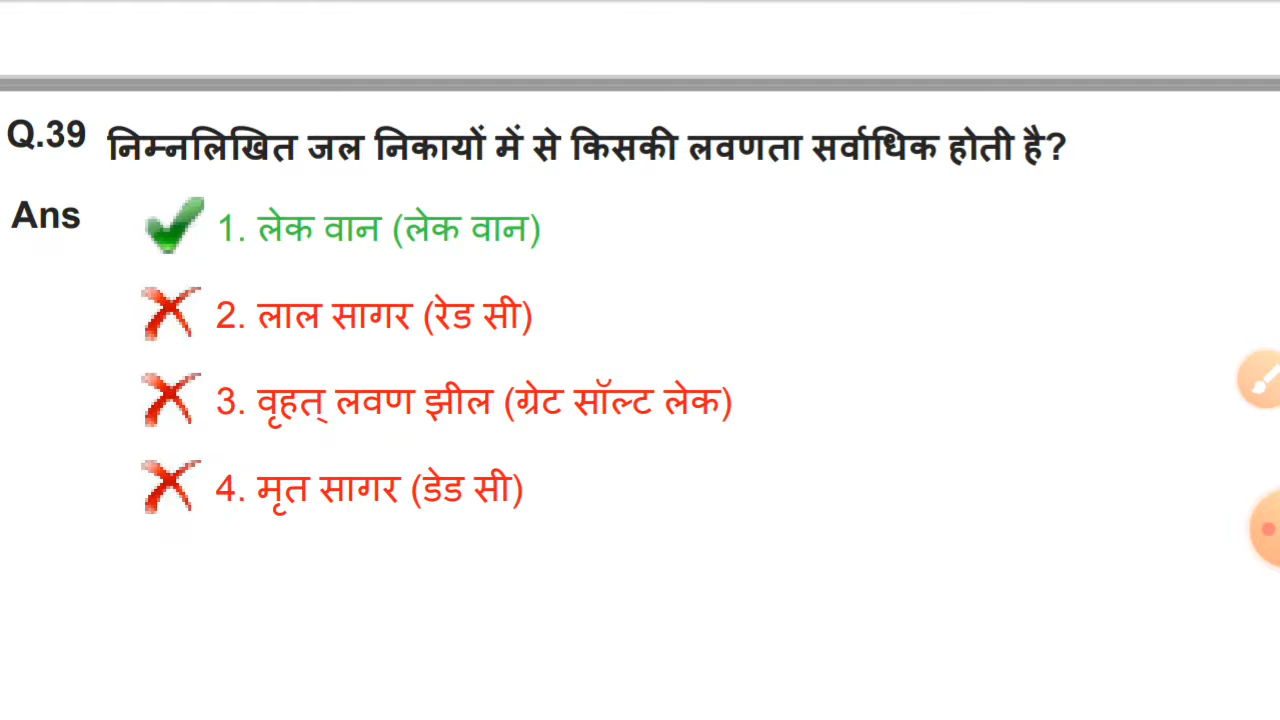 Q.39 निम्नलिखित जल निकायों में से किसकी लवणता सर्वाधिक होती है?
Ans 1. लेक वान (लेक वान)
2. लाल सागर (रेड सी)
3. वृहत् लवण झील (ग्रेट सॉल्ट लेक)
4. मृत सागर (डेड सी)